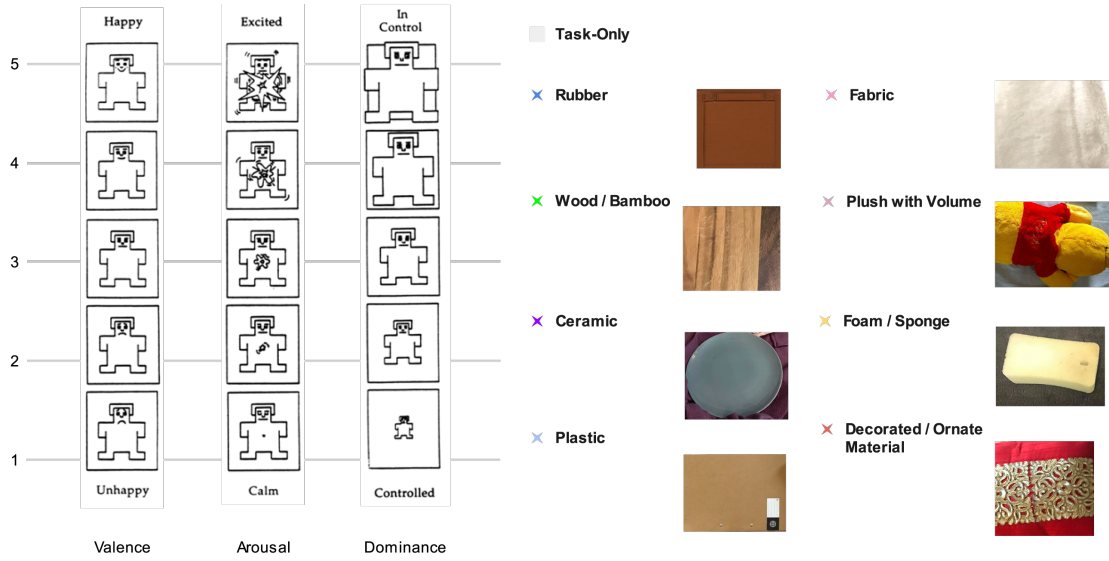 Happy
Excited
In
Control
5
4
3
2
1
Unhappy
Calm
Controlled
Valence
Arousal
Dominance
Task-Only
Rubber
Fabric
Wood / Bamboo
Plush with Volume
Ceramic
Foam / Sponge
Plastic
Decorated / Ornate
Material